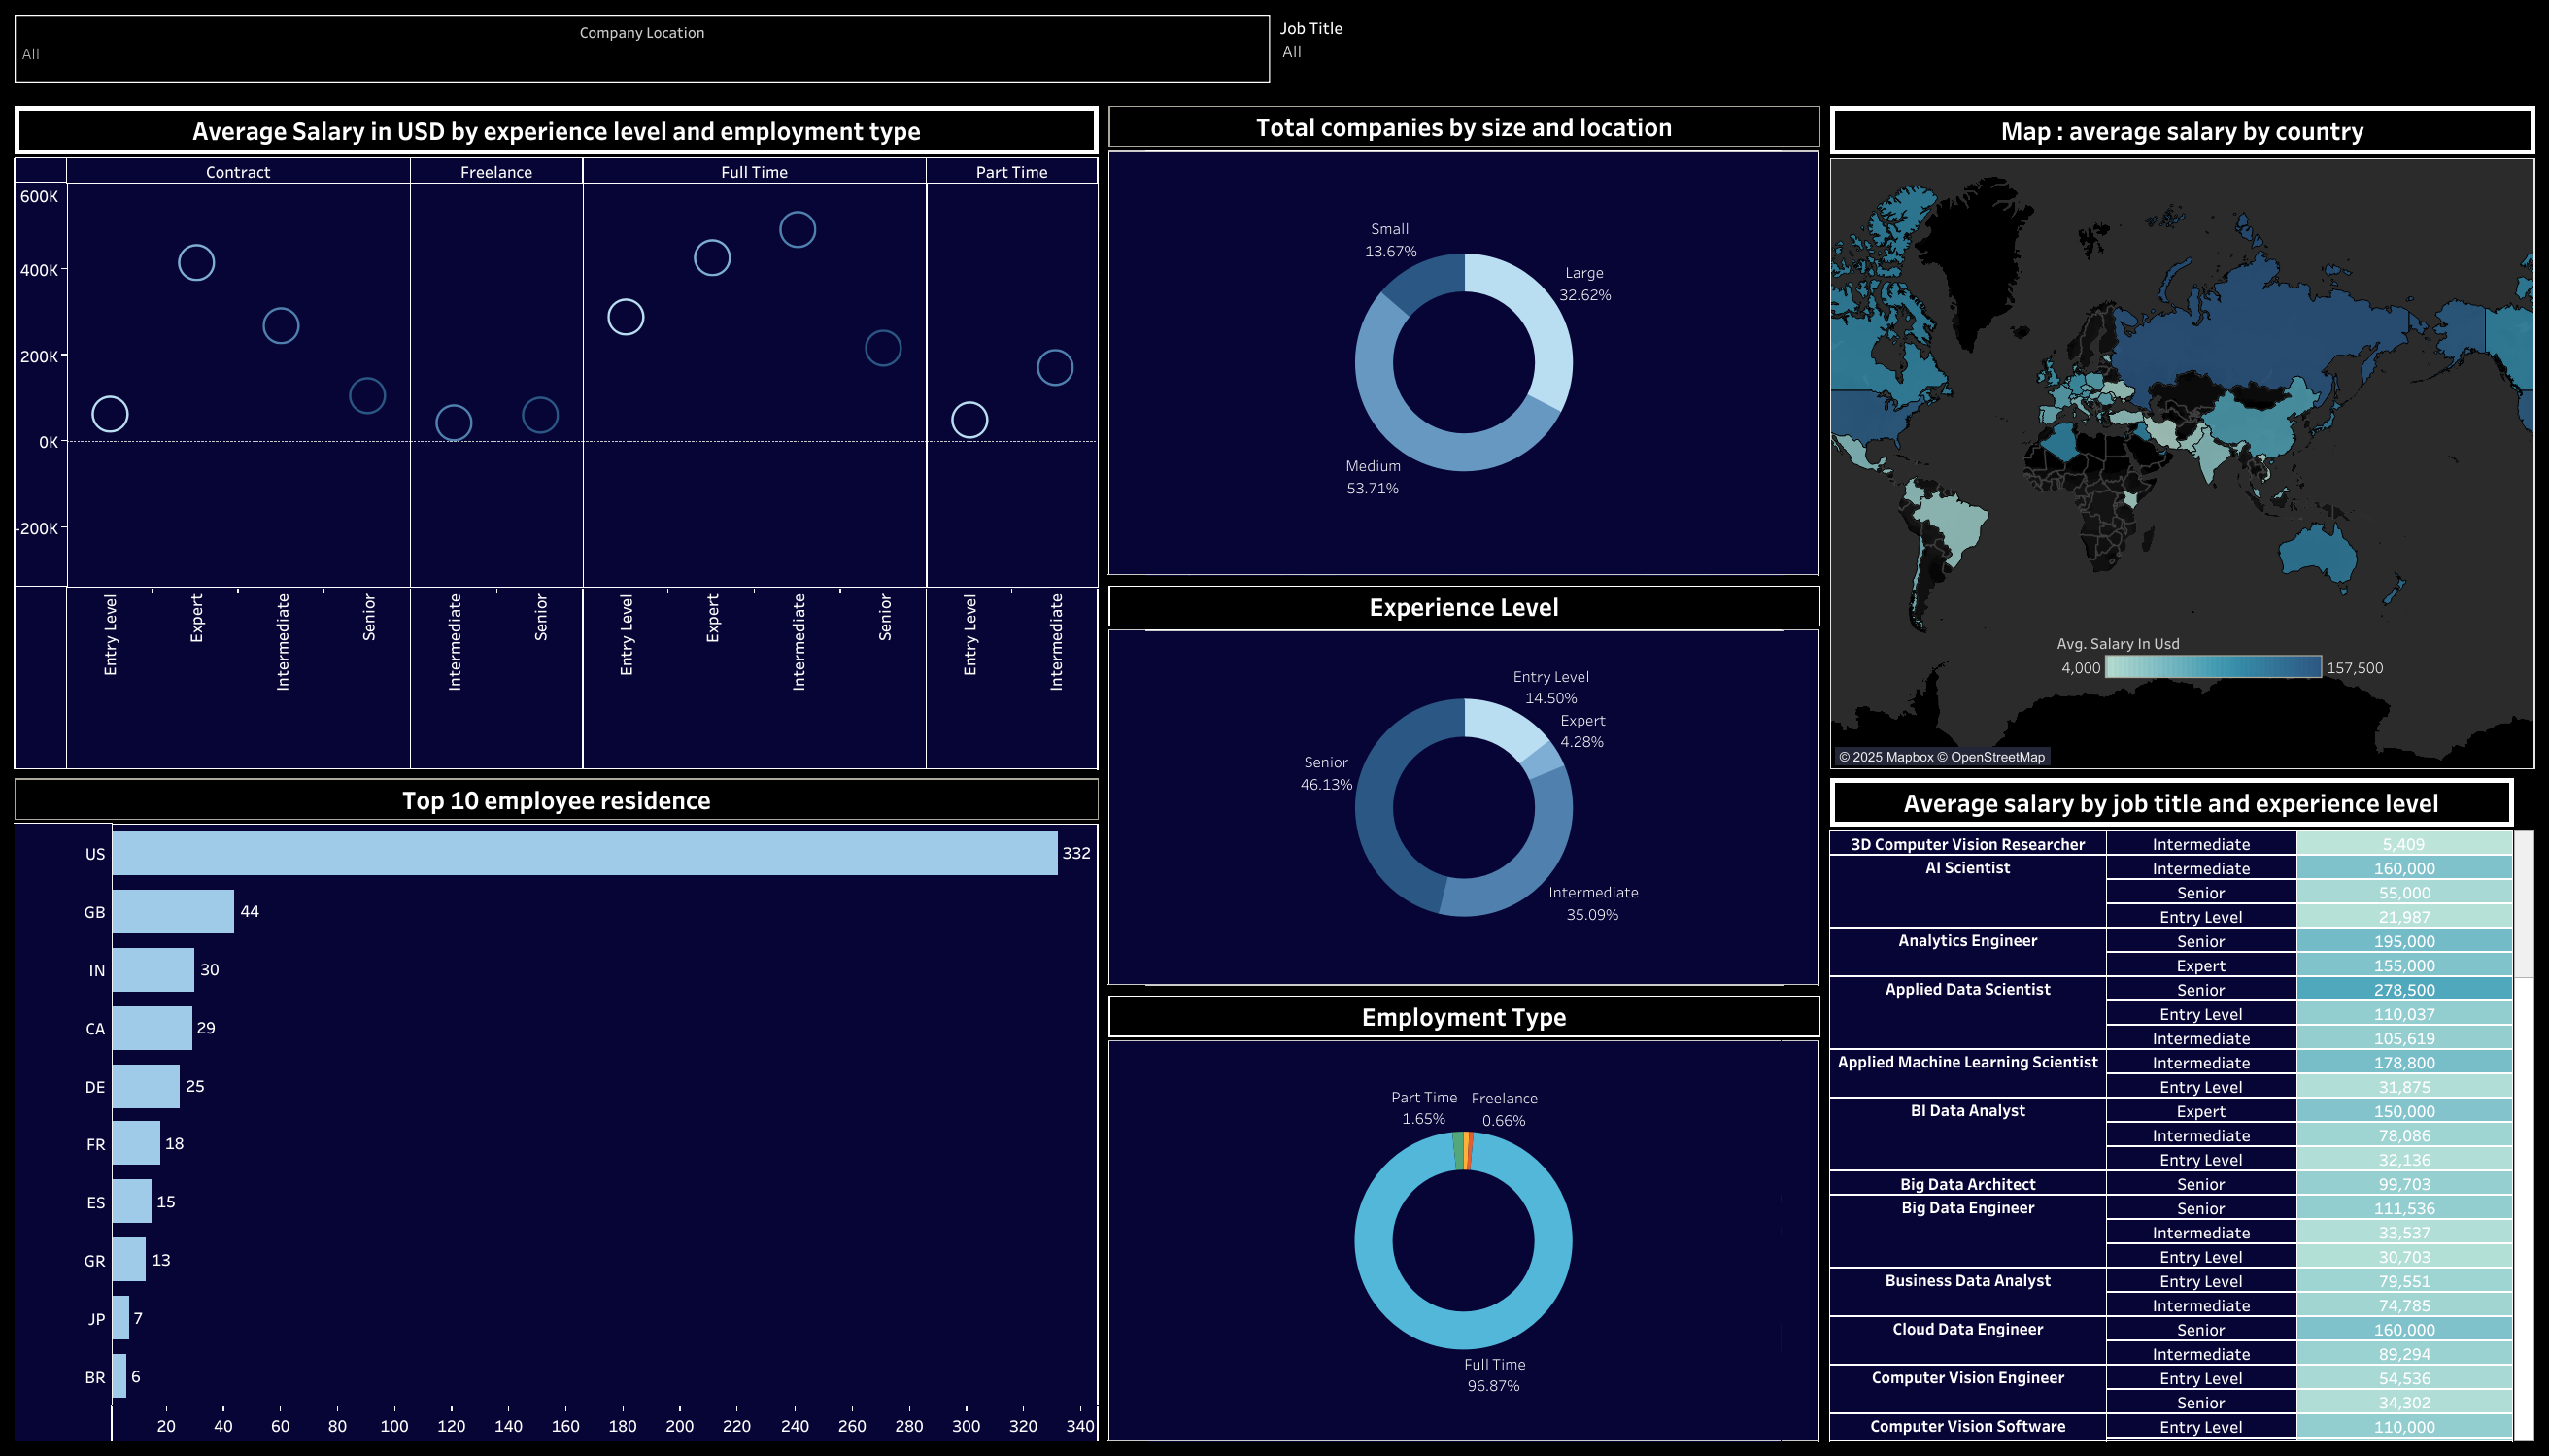 Company Location
All
Job Title
All
Average Salary in USD by experience level and employment type
Contract Freelance Full Time Part Time
600K
400K
200K
0K
-200K
Entry Level Expert Intermediate Senior Intermediate Senior Entry Level Expert Intermediate Senior Entry Level Intermediate
Total companies by size and location
Small
13.67%
Large
32.62%
Medium
53.71%
Map : average salary by country
Avg. Salary In Usd
4,000 157,500
© 2025 Mapbox © OpenStreetMap
Top 10 employee residence
US 332
GB 44
IN 30
CA 29
DE 25
FR 18
ES 15
GR 13
JP 7
BR 6
20 40 60 80 100 120 140 160 180 200 220 240 260 280 300 320 340
Experience Level
Entry Level
14.50%
Expert
4.28%
Senior
46.13%
Intermediate
35.09%
Employment Type
Part Time
1.65%
Freelance
0.66%
Full Time
96.87%
Average salary by job title and experience level
3D Computer Vision Researcher Intermediate 5,409
AI Scientist Intermediate 160,000
Senior 55,000
Entry Level 21,987
Analytics Engineer Senior 195,000
Expert 155,000
Applied Data Scientist Senior 278,500
Entry Level 110,037
Intermediate 105,619
Applied Machine Learning Scientist Intermediate 178,800
Entry Level 31,875
BI Data Analyst Expert 150,000
Intermediate 78,086
Entry Level 32,136
Big Data Architect Senior 99,703
Big Data Engineer Senior 111,536
Intermediate 33,537
Entry Level 30,703
Business Data Analyst Entry Level 79,551
Intermediate 74,785
Cloud Data Engineer Senior 160,000
Intermediate 89,294
Computer Vision Engineer Entry Level 54,536
Senior 34,302
Computer Vision Software Entry Level 110,000